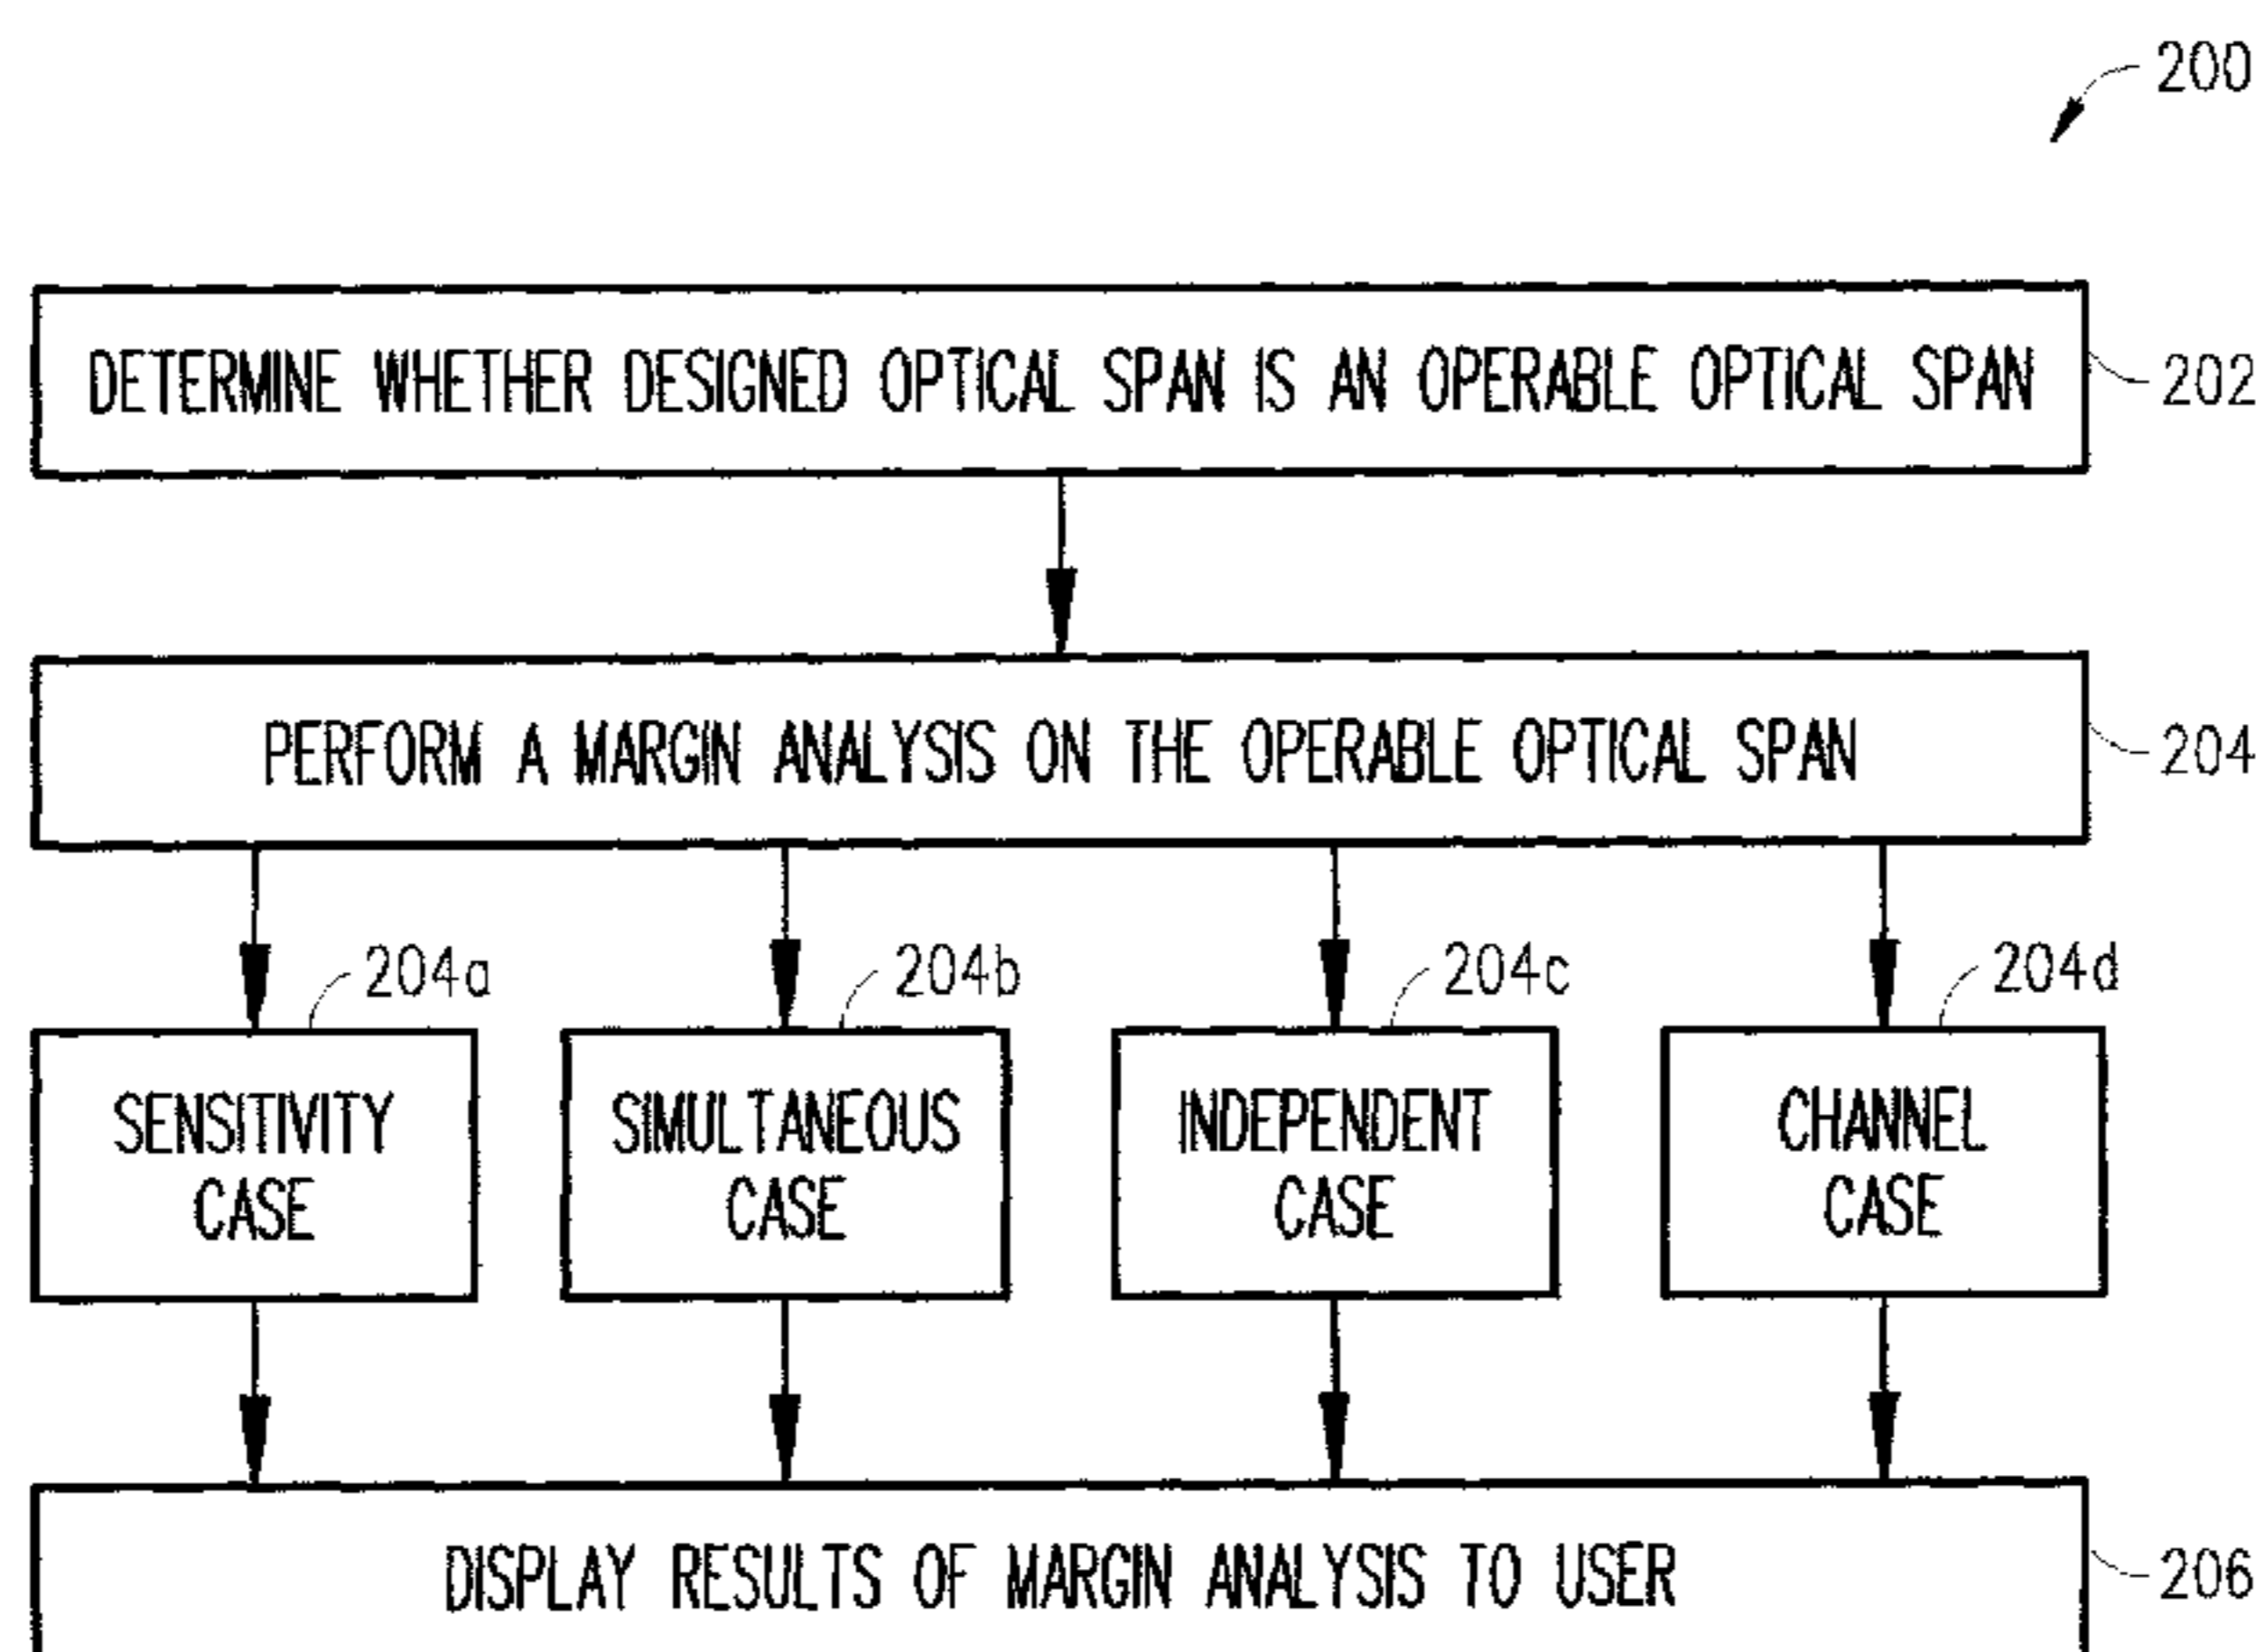 200
DETERMINE WHETHER DESIGNED OPTICAL SPAN IS AN OPERABLE OPTICAL SPAN
202
PERFORM A MARGIN ANALYSIS ON THE OPERABLE OPTICAL SPAN
204
204a
204b
204c
204d
SENSITIVITY
CASE
SIMULTANEOUS
CASE
INDEPENDENT
CASE
CHANNEL
CASE
DISPLAY RESULTS OF MARGIN ANALYSIS TO USER
206